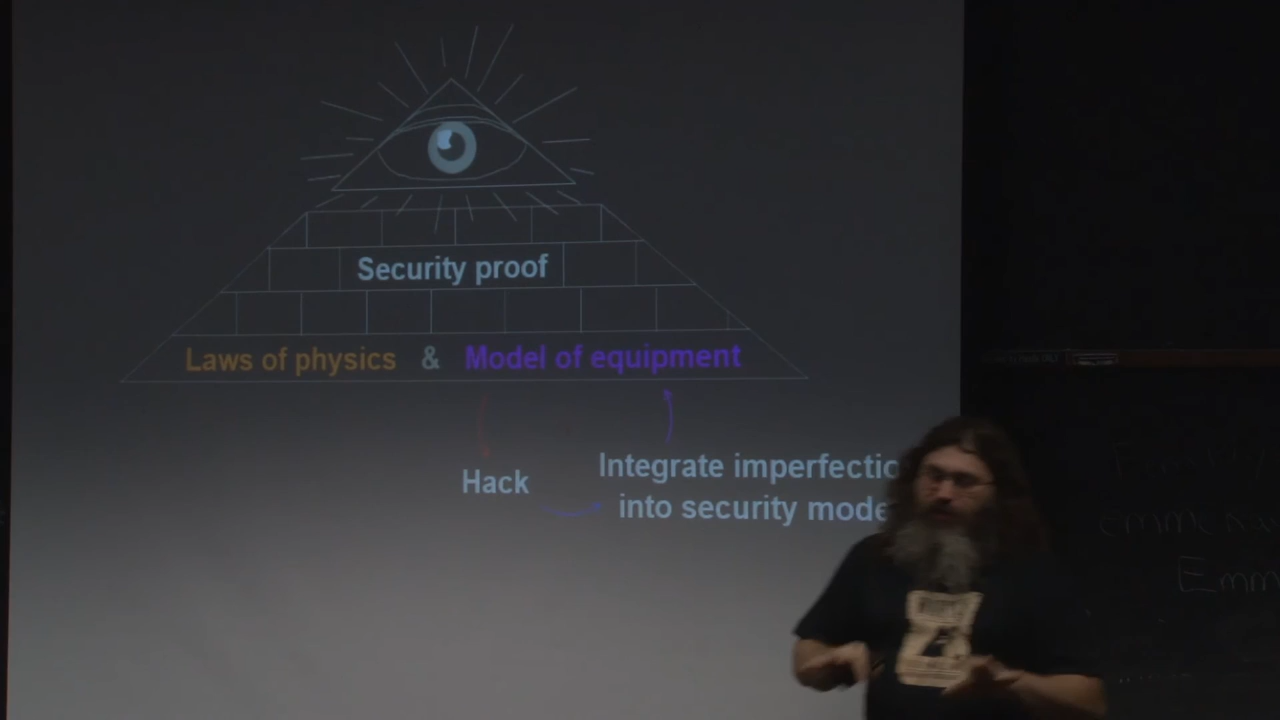 Security proof
Laws of physics & Model of equipment
Hack
Integrate imperfectio
into security mode